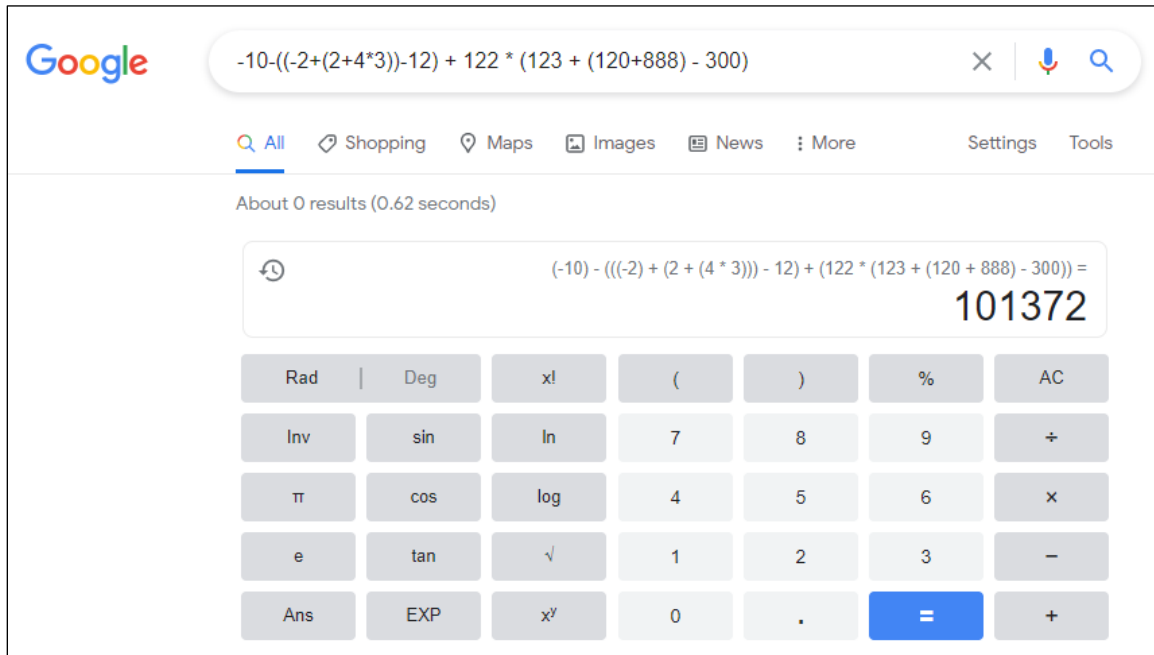 Google
-10-((-2+(2+4*3))-12) + 122 * (123 + (120+888) - 300)
All Shopping Maps Images News More Settings Tools
About 0 results (0.62 seconds)
(-10) - (((-2) + (2 + (4 * 3))) - 12) + (122 * (123 + (120 + 888) - 300)) =
101372
Rad | Deg x! ( ) % AC
Inv sin ln 7 8 9 ÷
π cos log 4 5 6 ×
e tan √ 1 2 3 −
Ans EXP xʸ 0 . = +